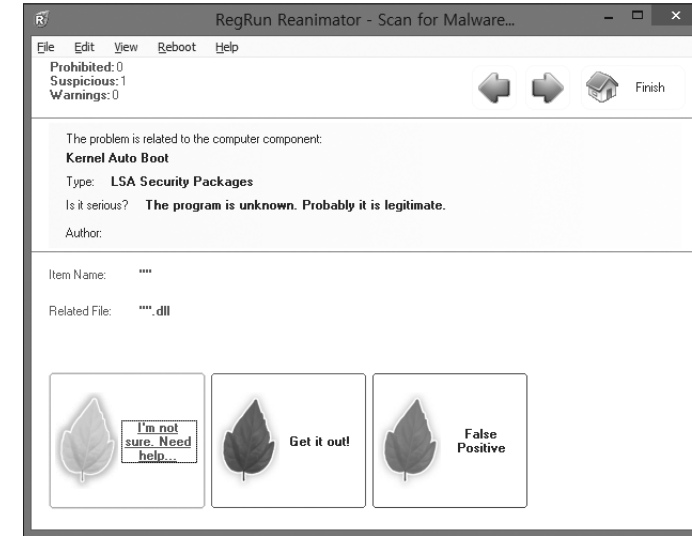 RegRun Reanimator - Scan for Malware...
File Edit View Reboot Help
Prohibited: 0
Suspicious: 1
Warnings: 0
Finish
The problem is related to the computer component:
Kernel Auto Boot
Type: LSA Security Packages
Is it serious? The program is unknown. Probably it is legitimate.
Author:
Item Name: """
Related File: """.dll
I'm not
sure. Need
help...
Get it out!
False
Positive